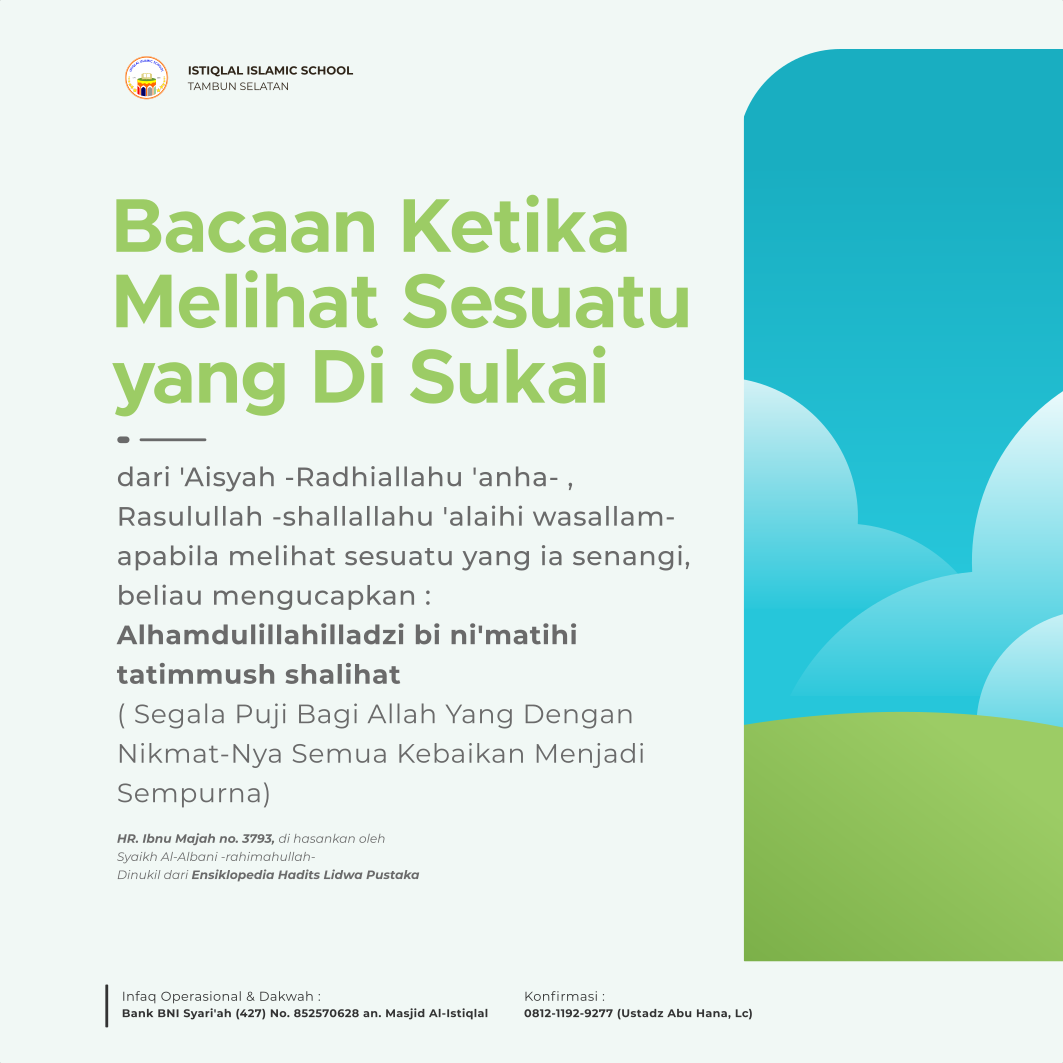 ISTIQLAL ISLAMIC SCHOOL
TAMBUN SELATAN
Bacaan Ketika
Melihat Sesuatu
yang Di Sukai
dari 'Aisyah -Radhiallahu 'anha- ,
Rasulullah -shallallahu 'alaihi wasallam-
apabila melihat sesuatu yang ia senangi,
beliau mengucapkan :
Alhamdulillahilladzi bi ni'matihi
tatimmush shalihat
( Segala Puji Bagi Allah Yang Dengan
Nikmat-Nya Semua Kebaikan Menjadi
Sempurna)
HR. Ibnu Majah no. 3793, di hasankan oleh
Syaikh Al-Albani -rahimahullah-
Dinukil dari Ensiklopedia Hadits Lidwa Pustaka
Infaq Operasional & Dakwah :
Bank BNI Syari'ah (427) No. 852570628 an. Masjid Al-Istiqlal
Konfirmasi :
0812-1192-9277 (Ustadz Abu Hana, Lc)